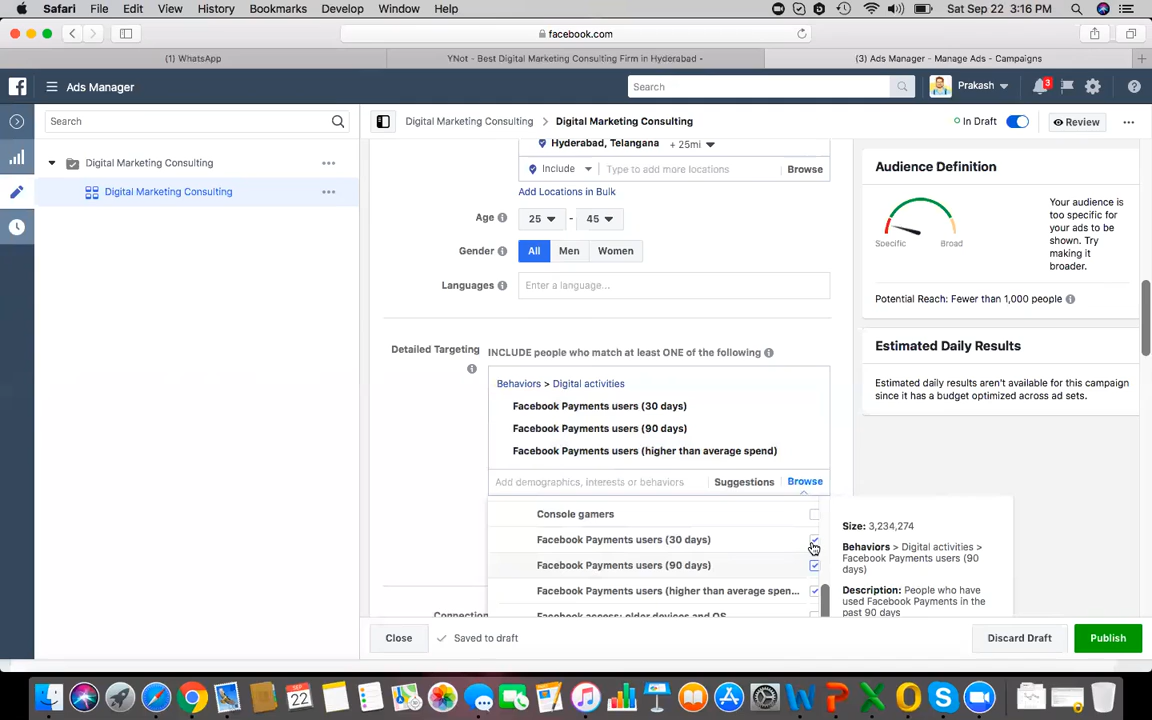 Safari File Edit View History Bookmarks Develop Window Help Sat Sep 22 3:16 PM
facebook.com
(1) WhatsApp
YNot - Best Digital Marketing Consulting Firm in Hyderabad -
(3) Ads Manager - Manage Ads - Campaigns
Ads Manager
Search
Prakash
3
Search
Digital Marketing Consulting
Digital Marketing Consulting
Digital Marketing Consulting > Digital Marketing Consulting
In Draft
Review
Hyderabad, Telangana + 25mi
Include
Type to add more locations
Browse
Add Locations in Bulk
Age
25 - 45
Gender
All Men Women
Languages
Enter a language...
Detailed Targeting
INCLUDE people who match at least ONE of the following
Behaviors > Digital activities
Facebook Payments users (30 days)
Facebook Payments users (90 days)
Facebook Payments users (higher than average spend)
Add demographics, interests or behaviors
Suggestions
Browse
Console gamers
Facebook Payments users (30 days)
Facebook Payments users (90 days)
Facebook Payments users (higher than average spen...
Facebook access: older devices and OS
Connection
Size: 3,234,274
Behaviors > Digital activities >
Facebook Payments users (90
days)
Description: People who have
used Facebook Payments in the
past 90 days
Audience Definition
Specific
Broad
Your audience
is too specific
for your ads to
be shown. Try
making it
broader.
Potential Reach: Fewer than 1,000 people
Estimated Daily Results
Estimated daily results aren't available for this campaign
since it has a budget optimized across ad sets.
Close
Saved to draft
Discard Draft
Publish